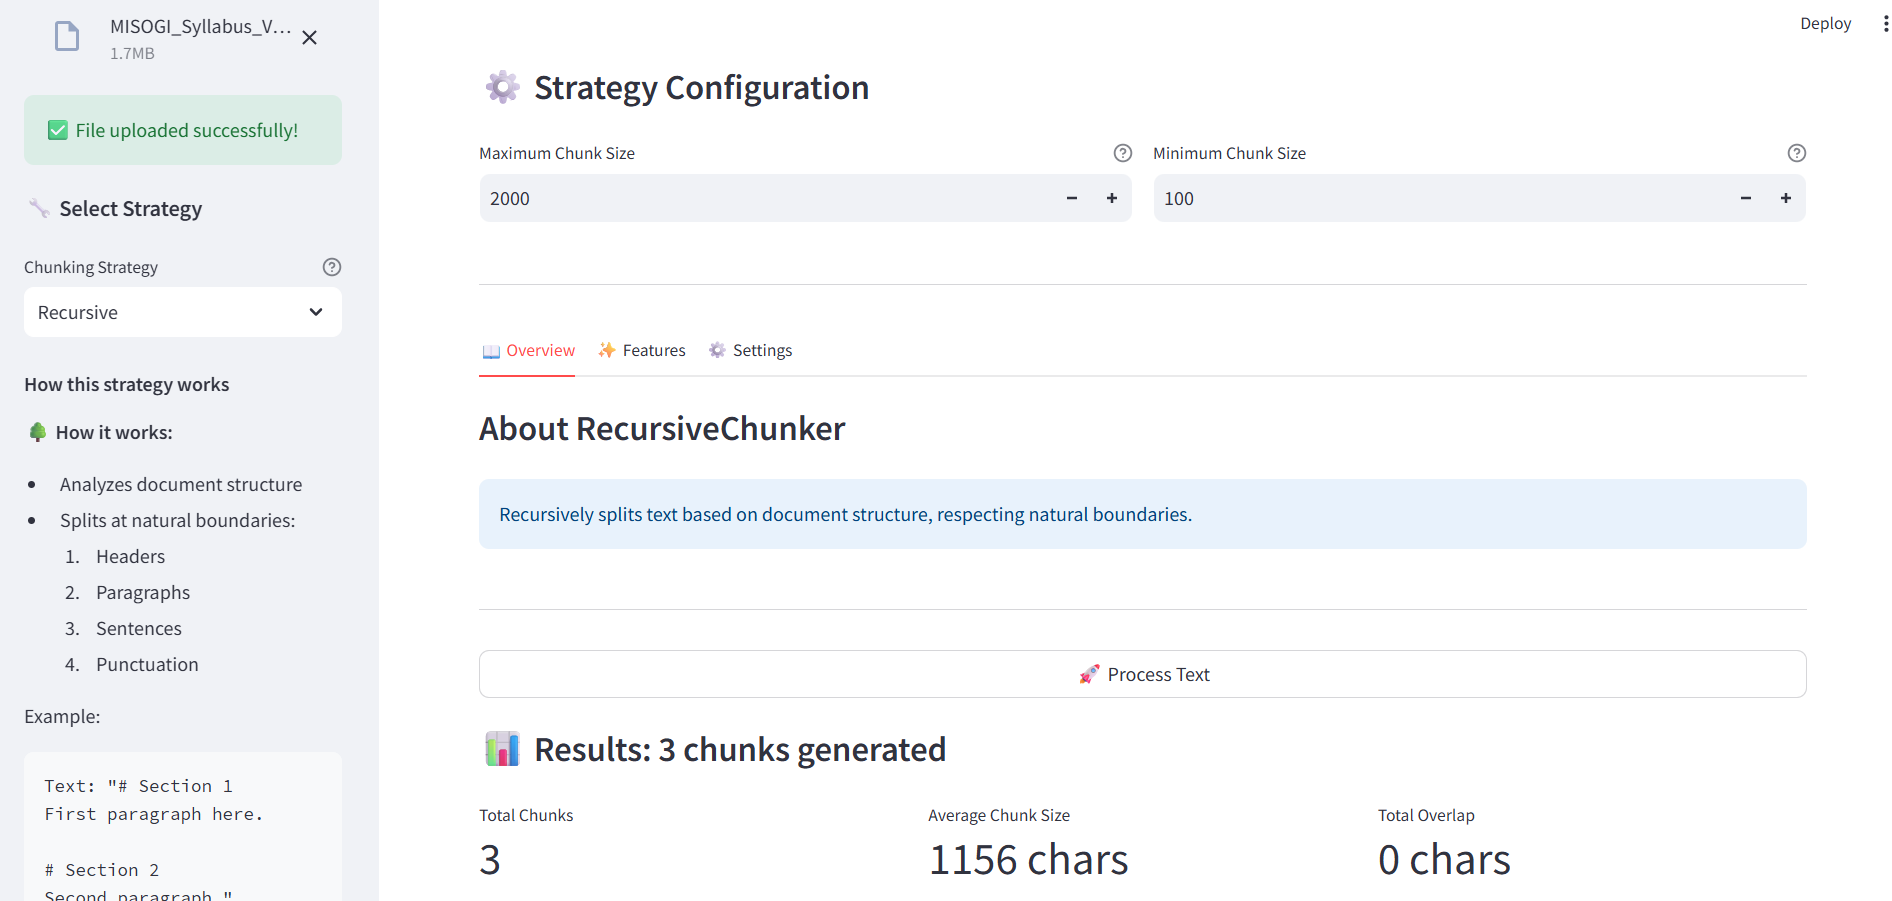 MISOGI_Syllabus_V...
1.7MB
File uploaded successfully!
Select Strategy
Chunking Strategy
Recursive
How this strategy works
How it works:
Analyzes document structure
Splits at natural boundaries:
1. Headers
2. Paragraphs
3. Sentences
4. Punctuation
Example:
Text: "# Section 1
First paragraph here.
# Section 2
Second paragraph."
Deploy
Strategy Configuration
Maximum Chunk Size
2000
Minimum Chunk Size
100
Overview
Features
Settings
About RecursiveChunker
Recursively splits text based on document structure, respecting natural boundaries.
Process Text
Results: 3 chunks generated
Total Chunks
3
Average Chunk Size
1156 chars
Total Overlap
0 chars